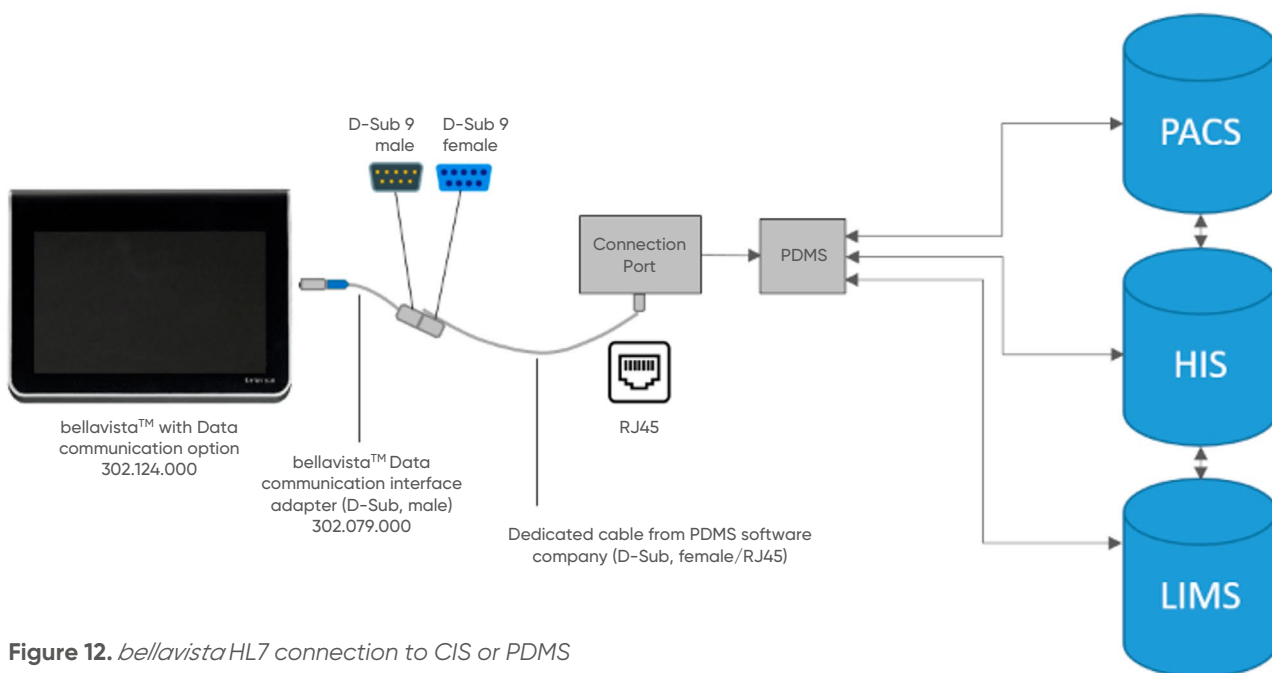 D-Sub 9
male
D-Sub 9
female
PACS
Connection
Port
PDMS
HIS
RJ45
bellavista™ with Data
communication option
302.124.000
bellavista™ Data
communication interface
adapter (D-Sub, male)
302.079.000
Dedicated cable from PDMS software
company (D-Sub, female/RJ45)
LIMS
Figure 12. bellavista HL7 connection to CIS or PDMS